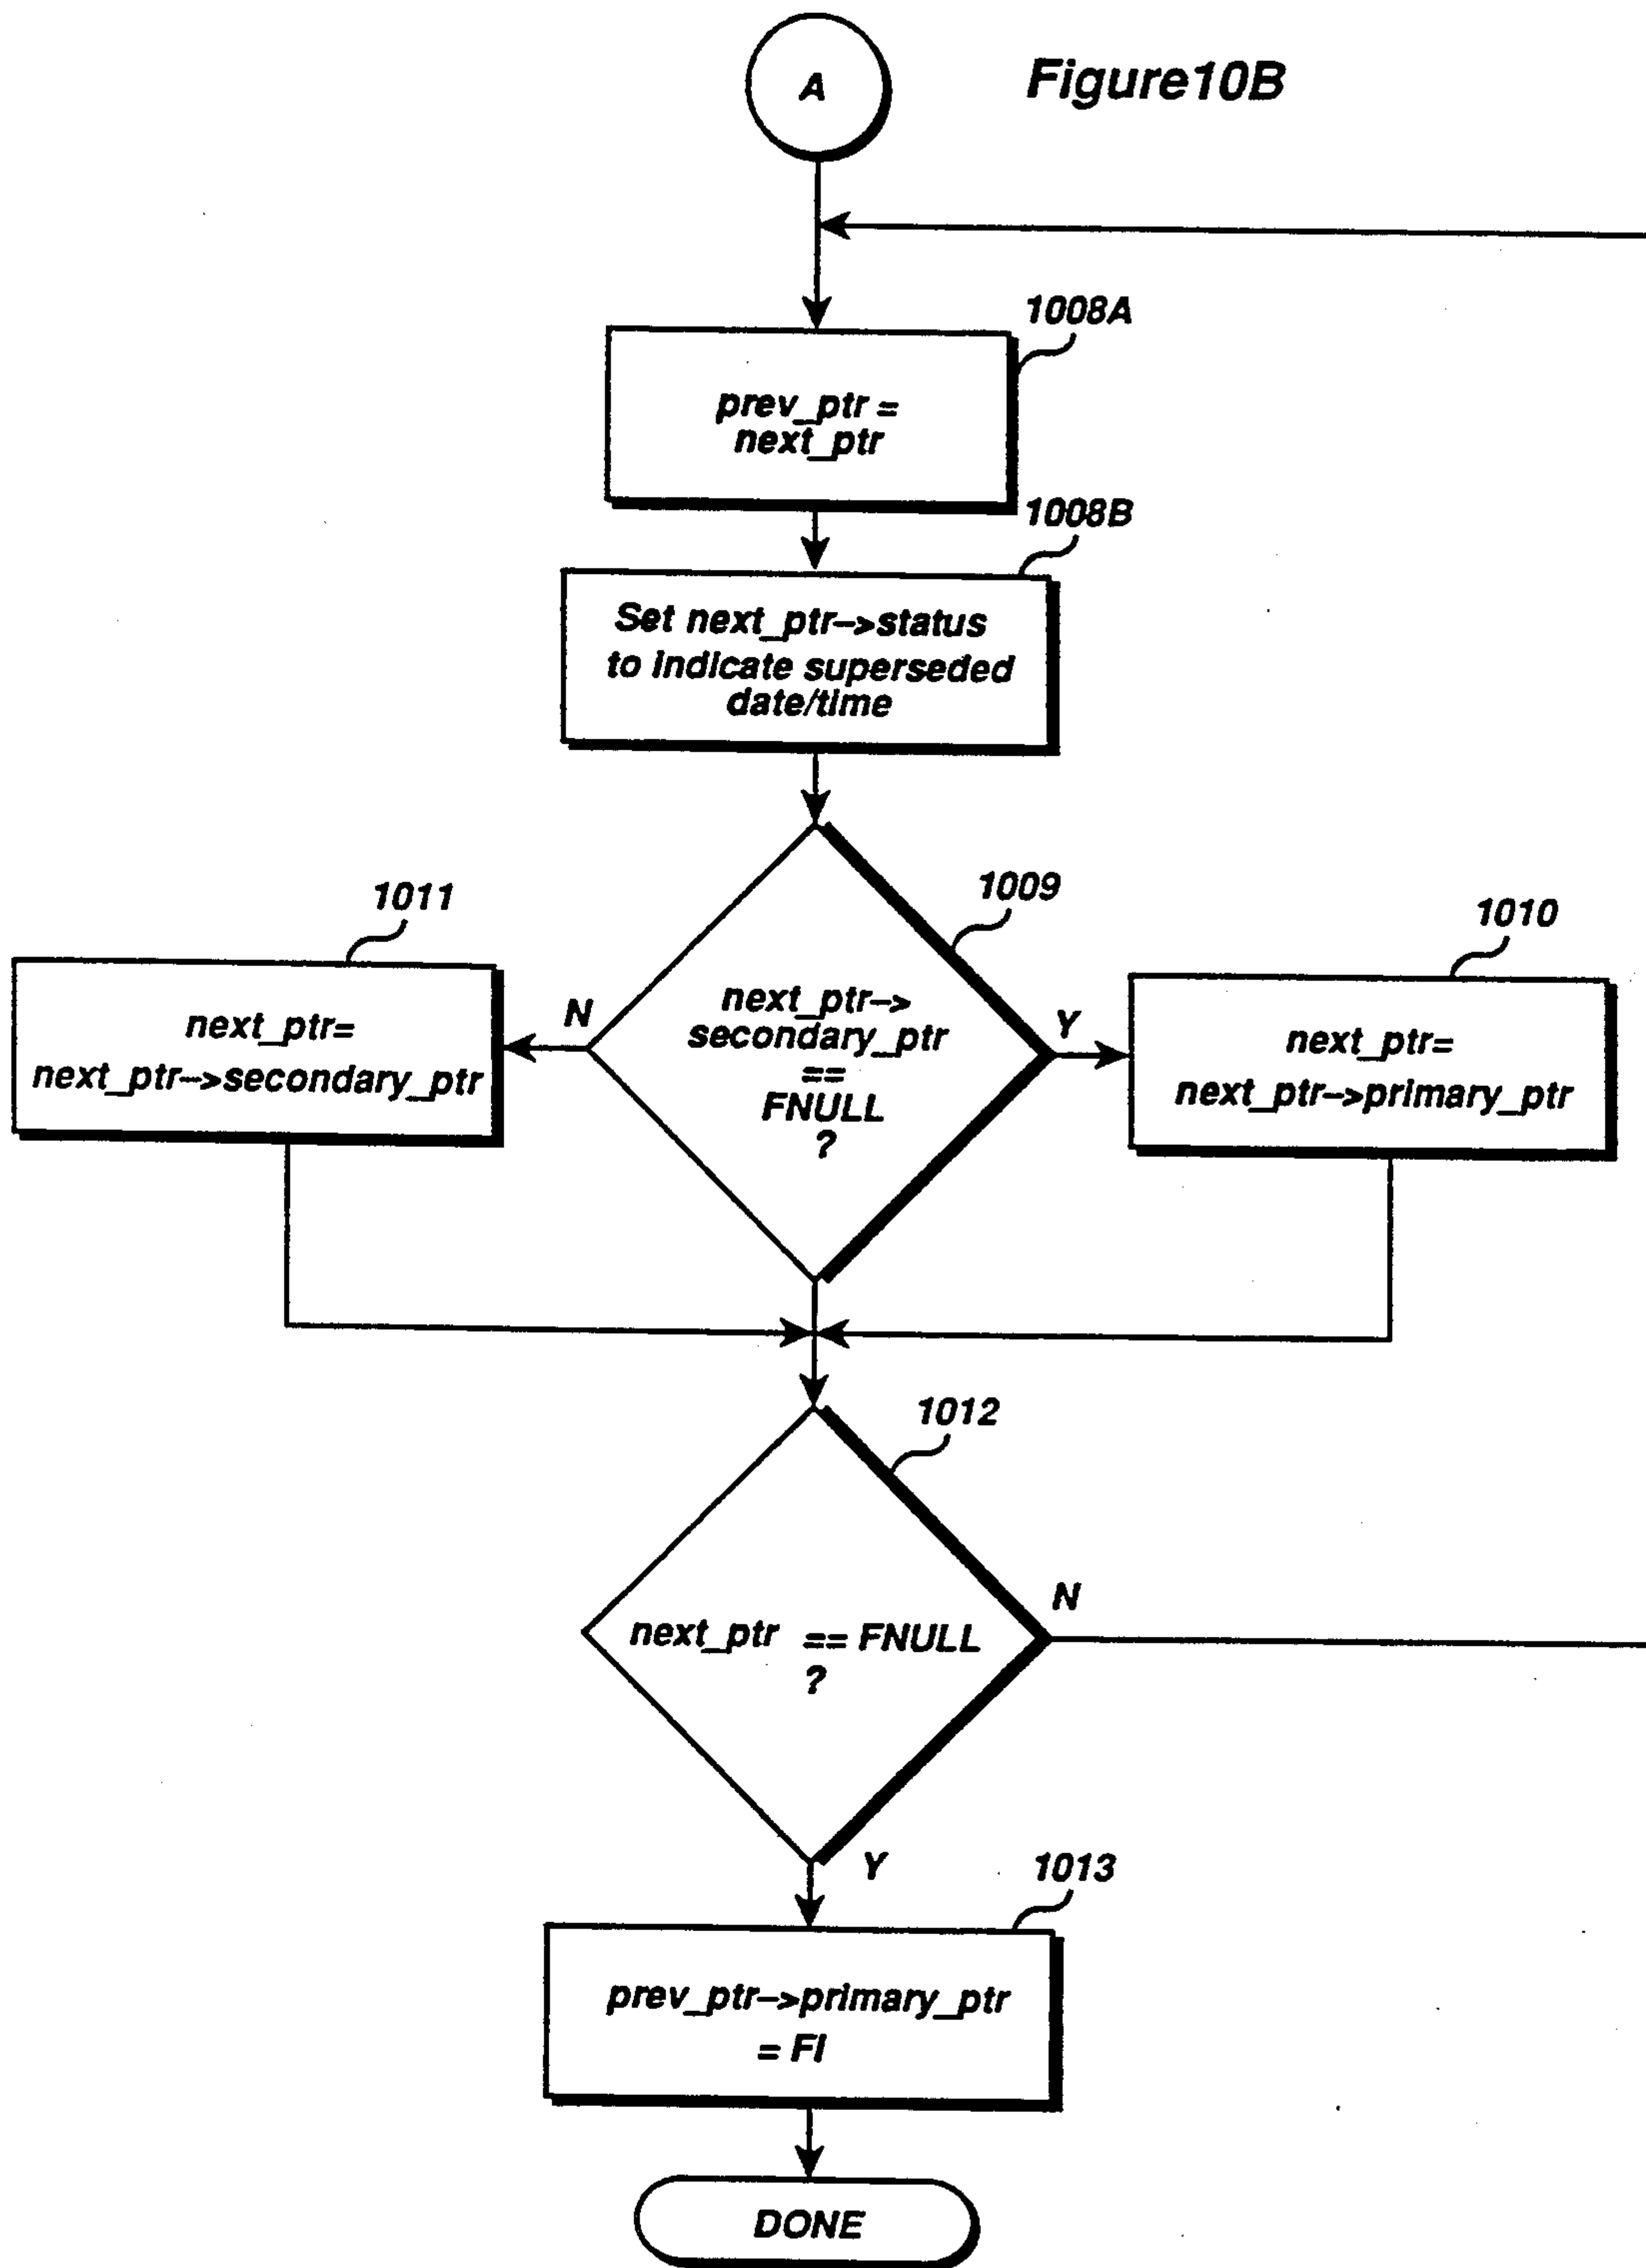 A
Figure10B
1008A
prev_ptr =
next_ptr
1008B
Set next_ptr->status
to indicate superseded
date/time
1009
next_ptr->
secondary_ptr
==
FNULL
?
N
Y
1011
next_ptr=
next_ptr->secondary_ptr
1010
next_ptr=
next_ptr->primary_ptr
1012
next_ptr == FNULL
?
N
Y
1013
prev_ptr->primary_ptr
= FI
DONE